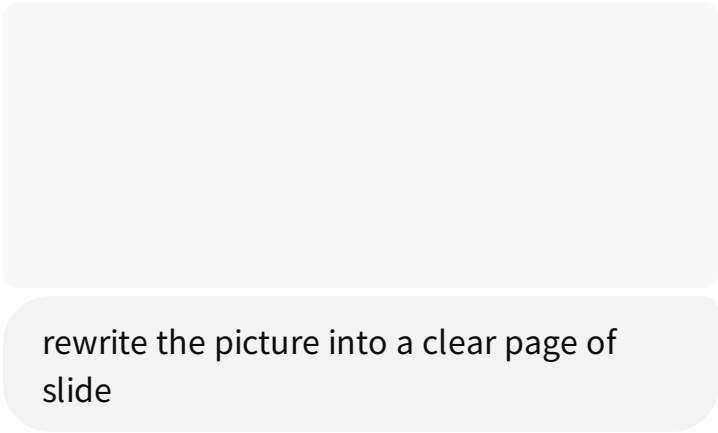 rewrite the picture into a clear page of
slide